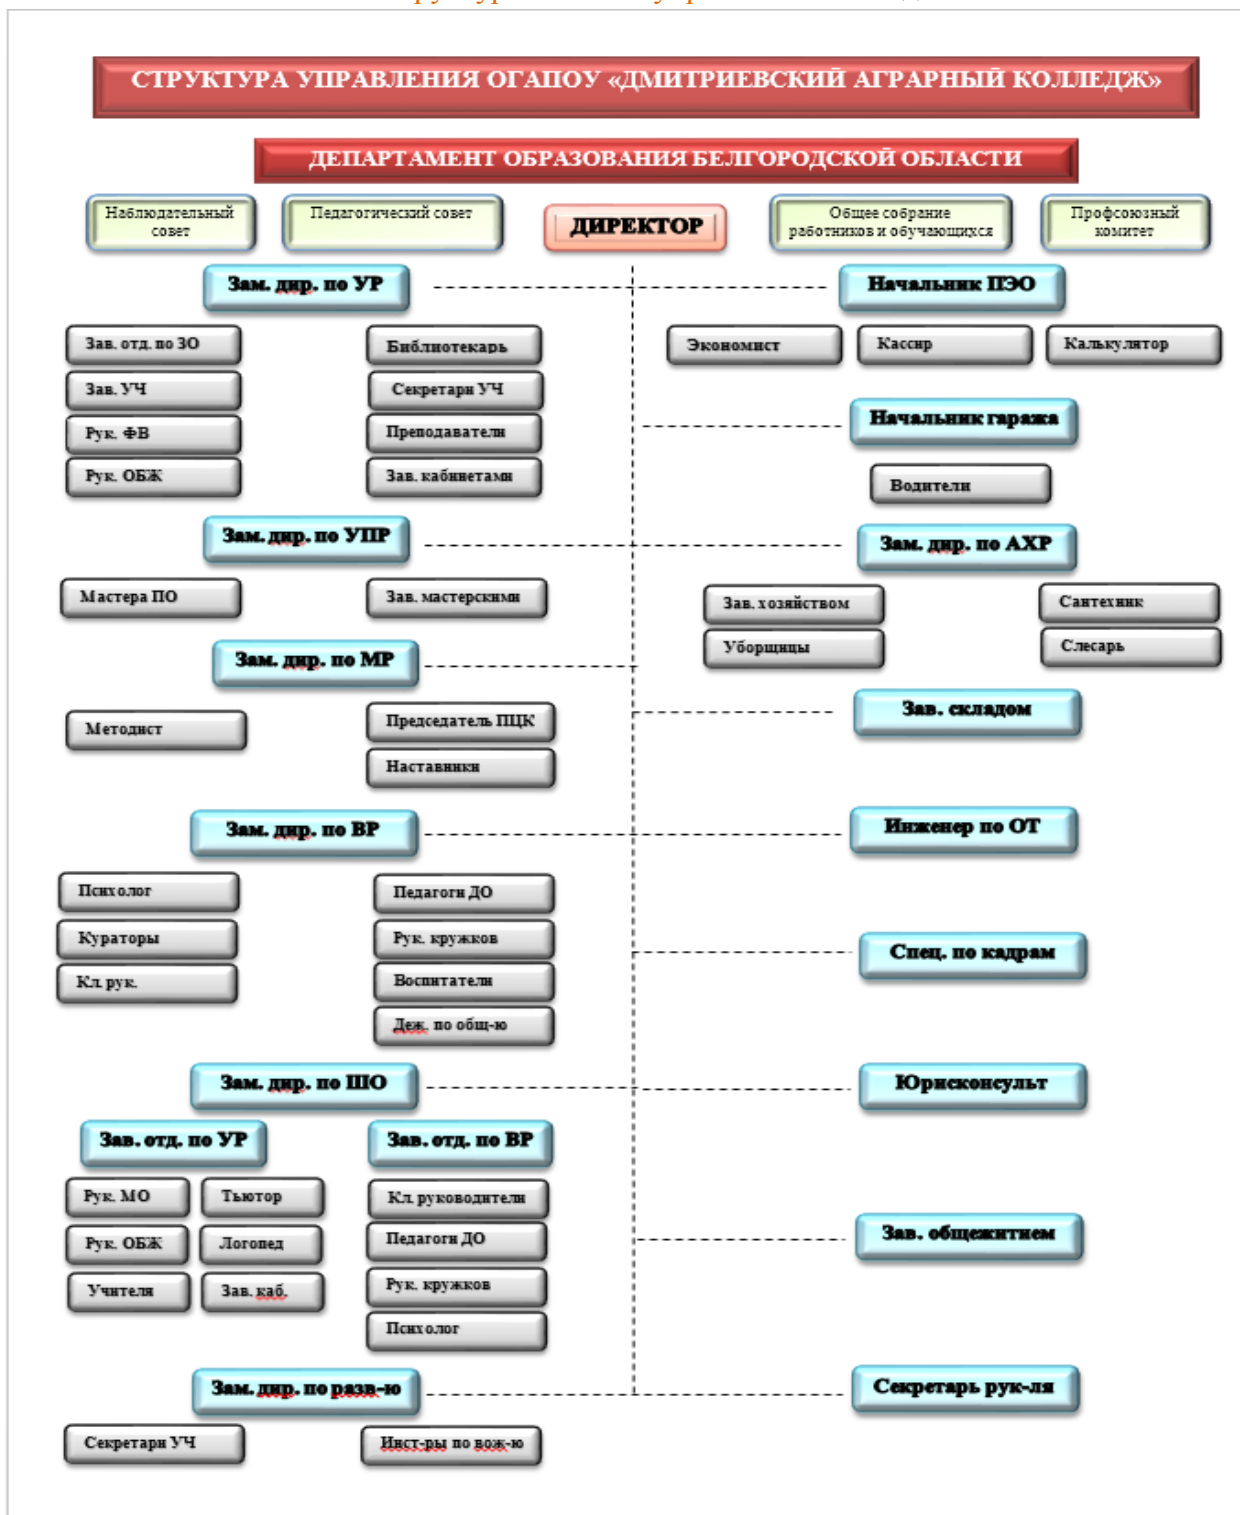 СТРУКТУРА УПРАВЛЕНИЯ ОГАПОУ «ДМИТРИЕВСКИЙ АГРАРНЫЙ КОЛЛЕДЖ»
ДЕПАРТАМЕНТ ОБРАЗОВАНИЯ БЕЛГОРОДСКОЙ ОБЛАСТИ
Наблюдательный
совет
Педагогический совет
ДИРЕКТОР
Общее собрание
работников и обучающихся
Профсоюзный
комитет
Зам. дир. по УР
Начальник ПЭО
Зав. отд. по ЗО
Библиотекарь
Экономист
Кассир
Калькулятор
Зав. УЧ
Секретари УЧ
Рук. ФВ
Преподаватели
Начальник гаража
Рук. ОБЖ
Зав. кабинетами
Водители
Зам. дир. по УПР
Зам. дир. по АХР
Мастера ПО
Зав. мастерскими
Зав. хозяйством
Сантехник
Уборщицы
Слесарь
Зам. дир. по МР
Зав. складом
Методист
Председатель ПЦК
Наставники
Зам. дир. по ВР
Инженер по ОТ
Психолог
Педагоги ДО
Кураторы
Рук. кружков
Спец. по кадрам
Кл. рук.
Воспитатели
Деж. по общ-ю
Зам. дир. по ШО
Юрисконсульт
Зав. отд. по УР
Зав. отд. по ВР
Рук. МО
Тьютор
Кл. руководители
Рук. ОБЖ
Логопед
Педагоги ДО
Зав. общежитием
Учителя
Зав. каб.
Рук. кружков
Психолог
Зам. дир. по разв-ю
Секретарь рук-ля
Секретари УЧ
Инст-ры по вож-ю